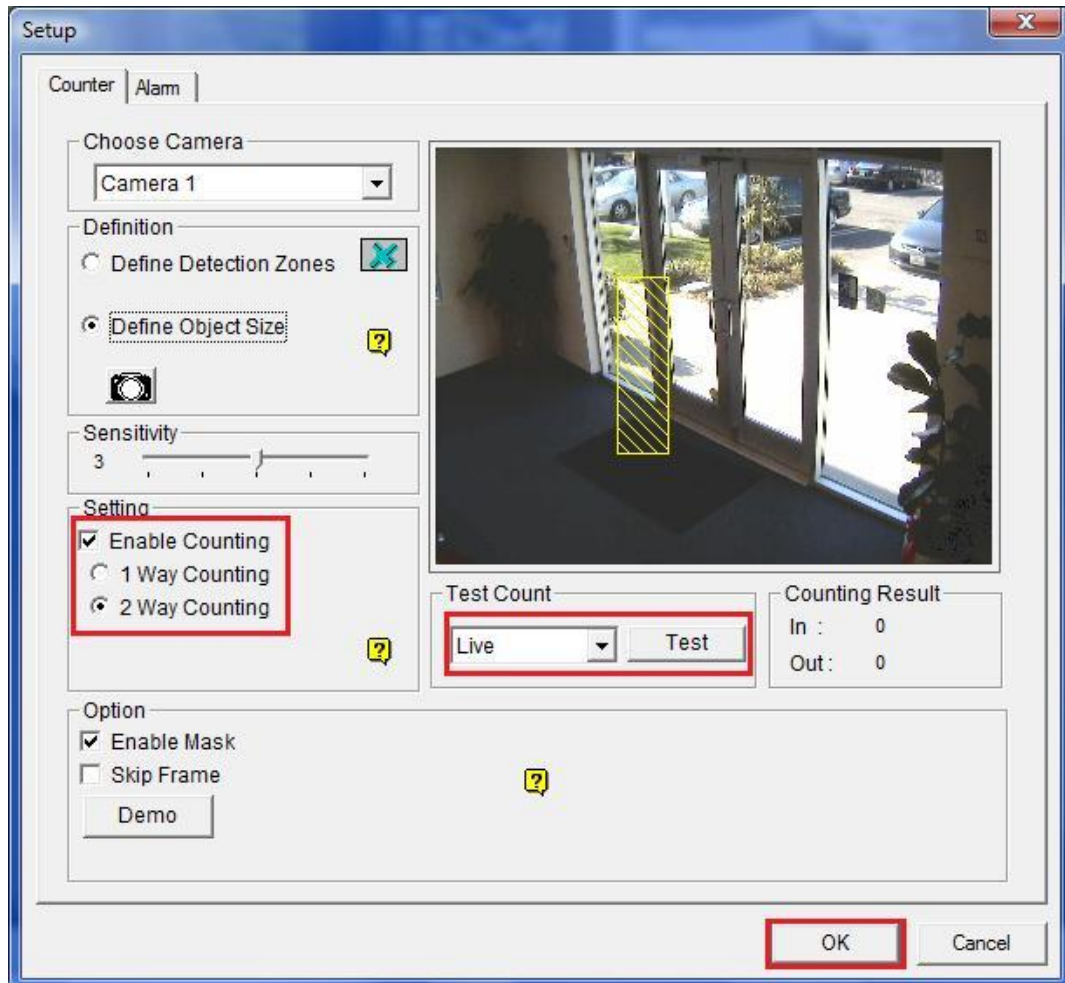 Setup
X
Counter
Alarm
Choose Camera
Camera 1
Definition
Define Detection Zones
Define Object Size
?
Sensitivity
3
Setting
Enable Counting
1 Way Counting
2 Way Counting
?
Test Count
Live
Test
Counting Result
In : 0
Out : 0
Option
Enable Mask
Skip Frame
?
Demo
OK
Cancel